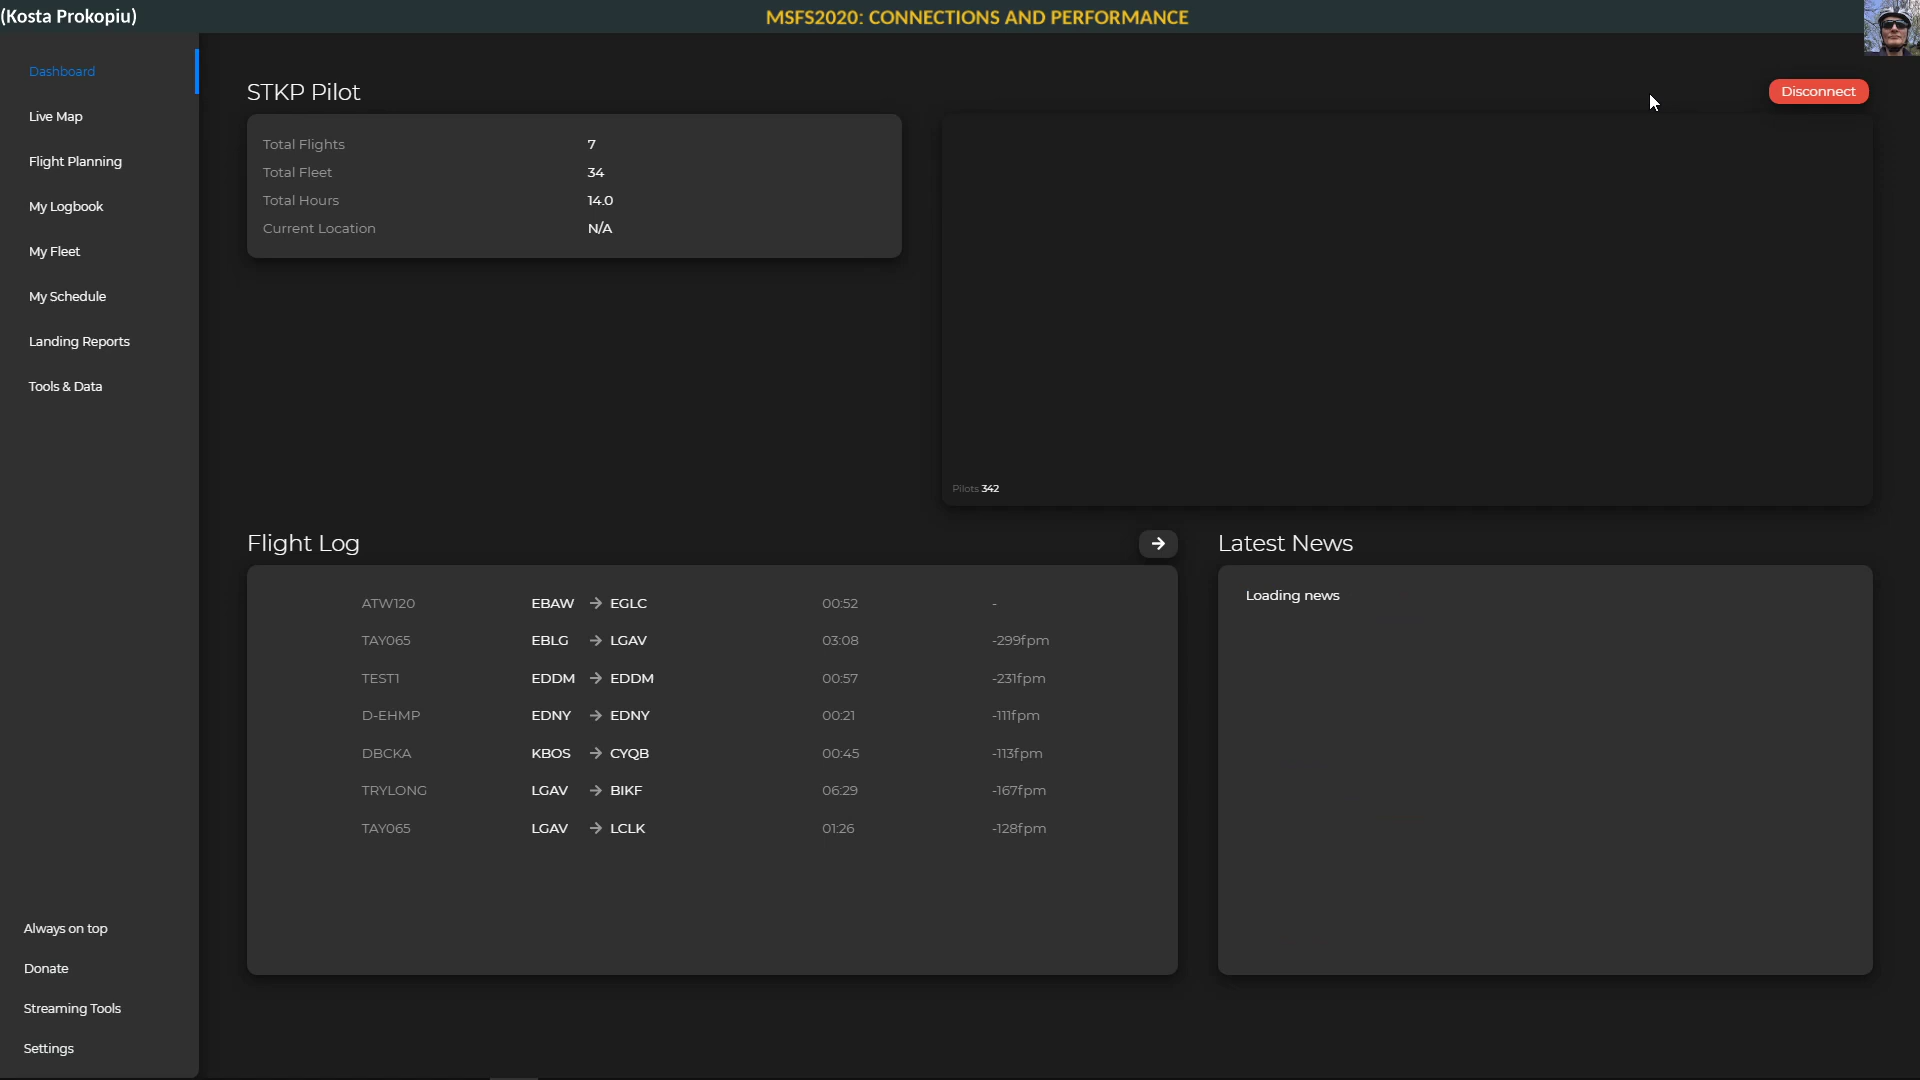 (Kosta Prokopiu)
MSFS2020: CONNECTIONS AND PERFORMANCE
Dashboard
Live Map
Flight Planning
My Logbook
My Fleet
My Schedule
Landing Reports
Tools & Data
Always on top
Donate
Streaming Tools
Settings
STKP Pilot
Disconnect
Total Flights 7
Total Fleet 34
Total Hours 14.0
Current Location N/A
Pilots 342
Flight Log
ATW120 EBAW → EGLC 00:52 -
TAY065 EBLG → LGAV 03:08 -299fpm
TEST1 EDDM → EDDM 00:57 -231fpm
D-EHMP EDNY → EDNY 00:21 -111fpm
DBCKA KBOS → CYQB 00:45 -113fpm
TRYLONG LGAV → BIKF 06:29 -167fpm
TAY065 LGAV → LCLK 01:26 -128fpm
Latest News
Loading news